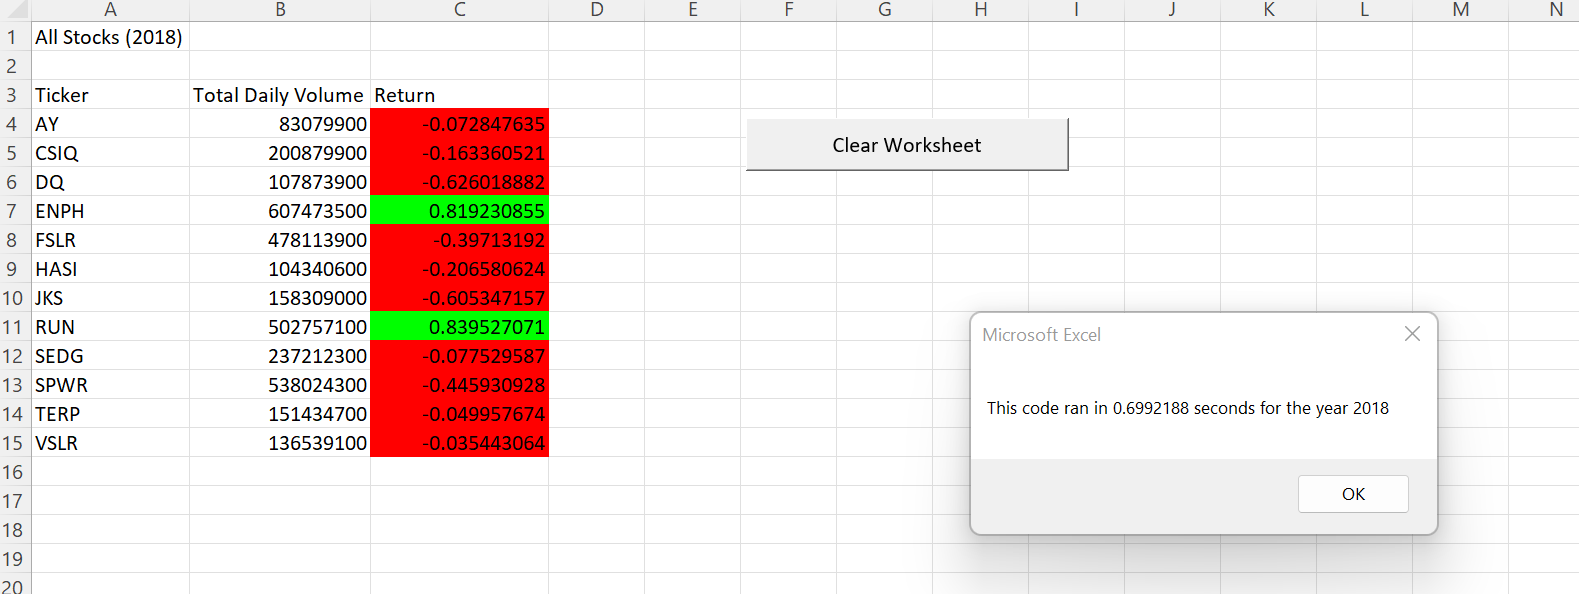 A B C D E F G H I J K L M N
1 All Stocks (2018)
2
3 Ticker Total Daily Volume Return
4 AY 83079900 -0.072847635
5 CSIQ 200879900 -0.163360521
6 DQ 107873900 -0.626018882
7 ENPH 607473500 0.819230855
8 FSLR 478113900 -0.39713192
9 HASI 104340600 -0.206580624
10 JKS 158309000 -0.605347157
11 RUN 502757100 0.839527071
12 SEDG 237212300 -0.077529587
13 SPWR 538024300 -0.445930928
14 TERP 151434700 -0.049957674
15 VSLR 136539100 -0.035443064
16
17
18
19
20
Clear Worksheet
Microsoft Excel
This code ran in 0.6992188 seconds for the year 2018
OK